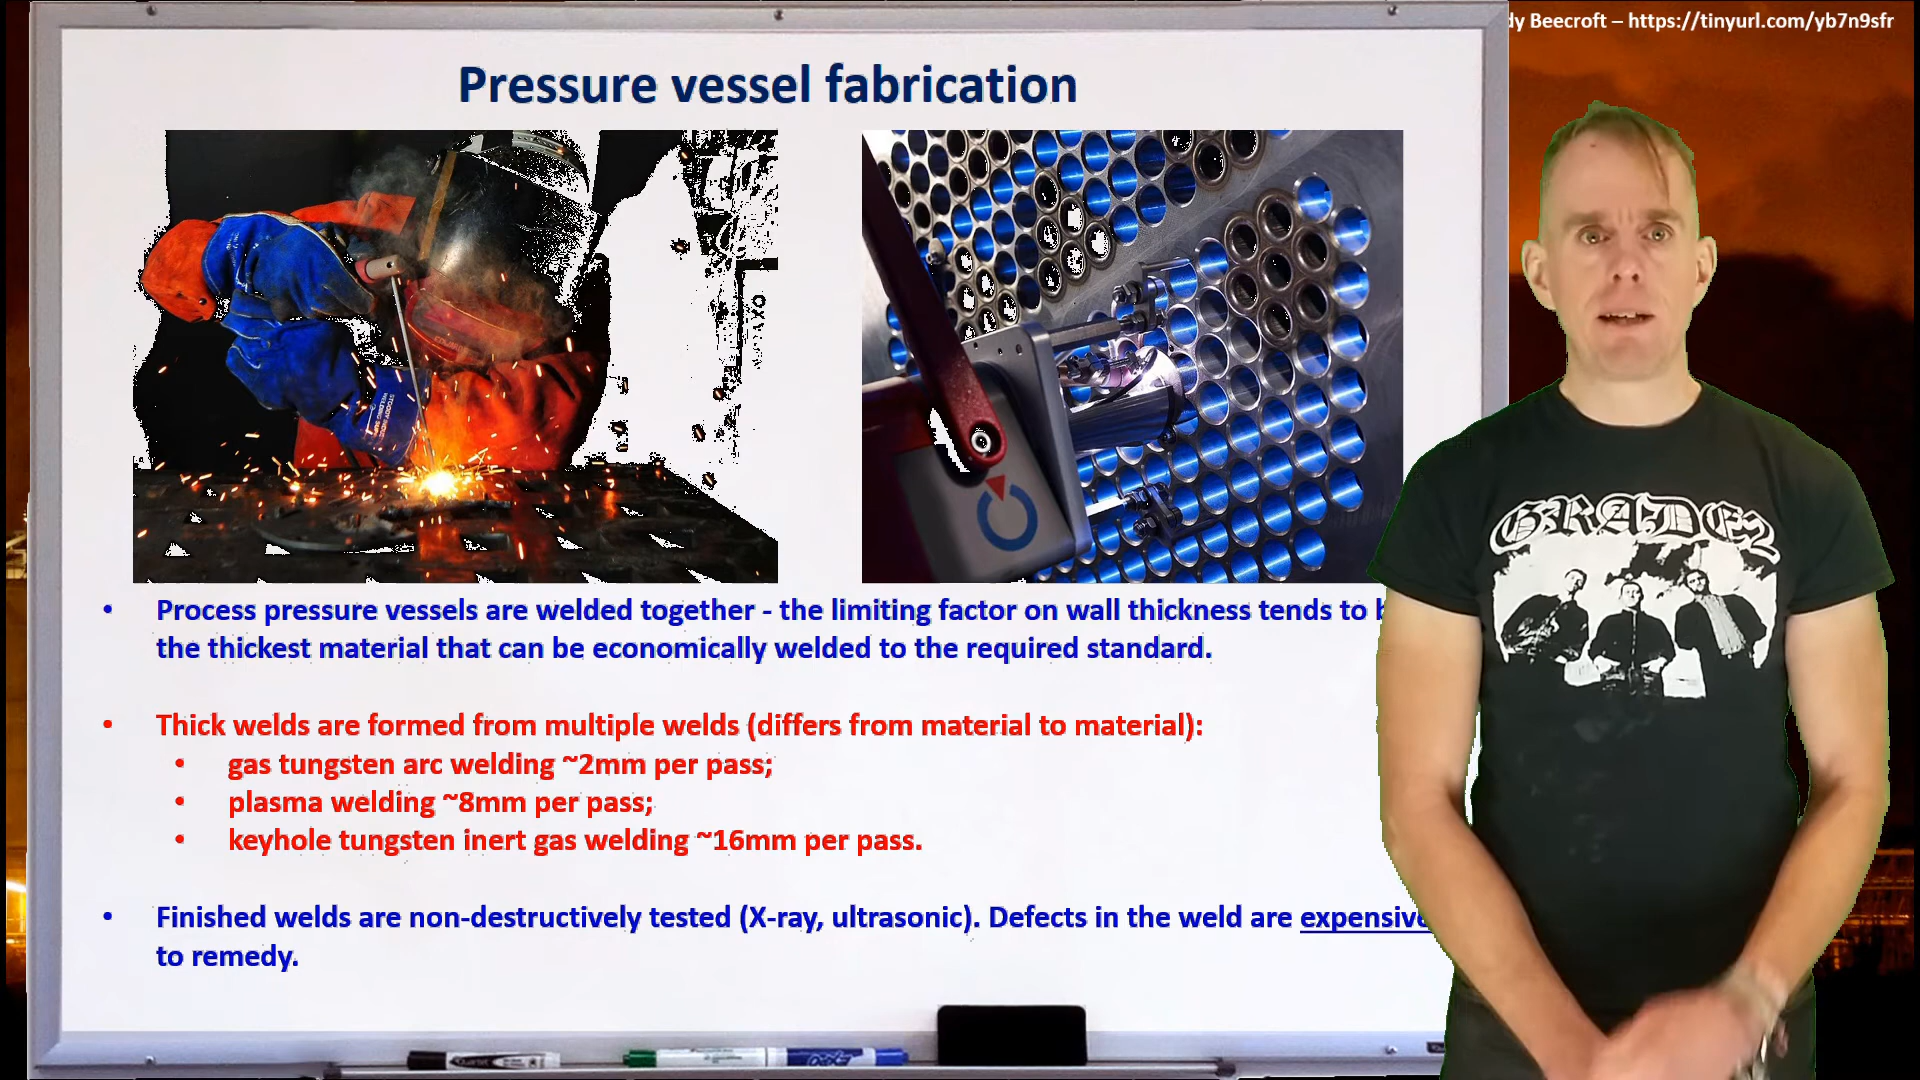 dy Beecroft – https://tinyurl.com/yb7n9sfr
Pressure vessel fabrication
• Process pressure vessels are welded together - the limiting factor on wall thickness tends to
the thickest material that can be economically welded to the required standard.
• Thick welds are formed from multiple welds (differs from material to material):
• gas tungsten arc welding ~2mm per pass;
• plasma welding ~8mm per pass;
• keyhole tungsten inert gas welding ~16mm per pass.
• Finished welds are non-destructively tested (X-ray, ultrasonic). Defects in the weld are expensive
to remedy.
GRADE2